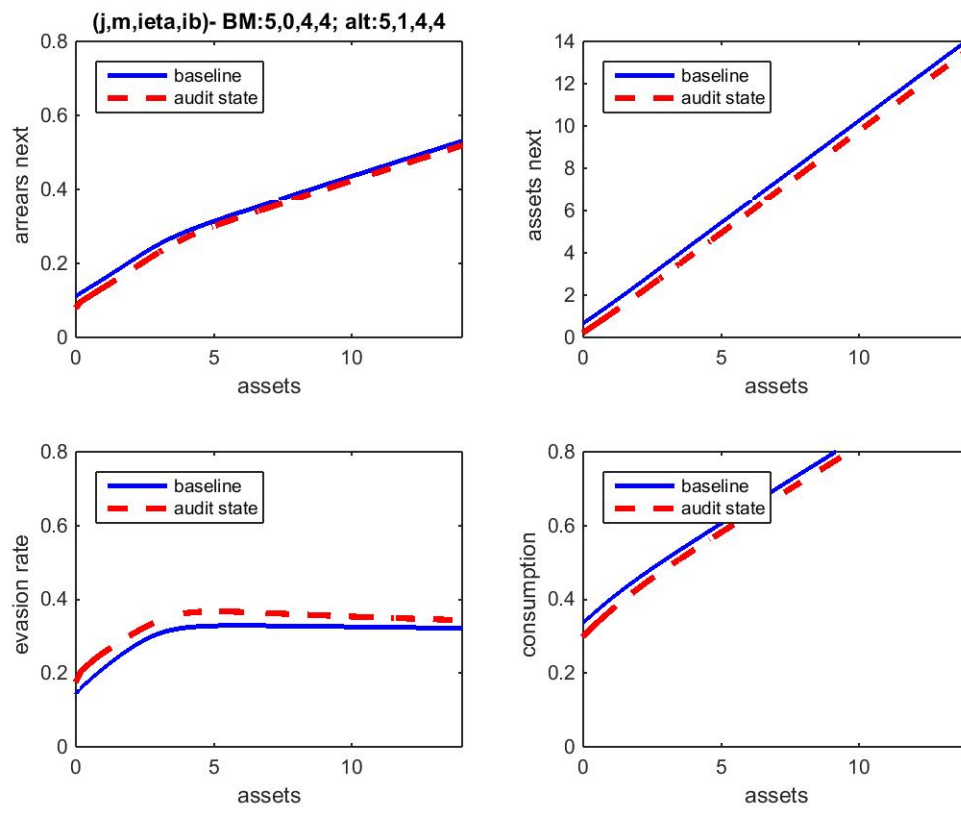 (j,m,ieta,ib)- BM:5,0,4,4; alt:5,1,4,4
0.8
0.6
0.4
0.2
0
arrears next
baseline
audit state
0 5 10
assets
14
12
10
8
6
4
2
0
assets next
baseline
audit state
0 5 10
assets
0.8
0.6
0.4
0.2
0
evasion rate
baseline
audit state
0 5 10
assets
0.8
0.6
0.4
0.2
0
consumption
baseline
audit state
0 5 10
assets